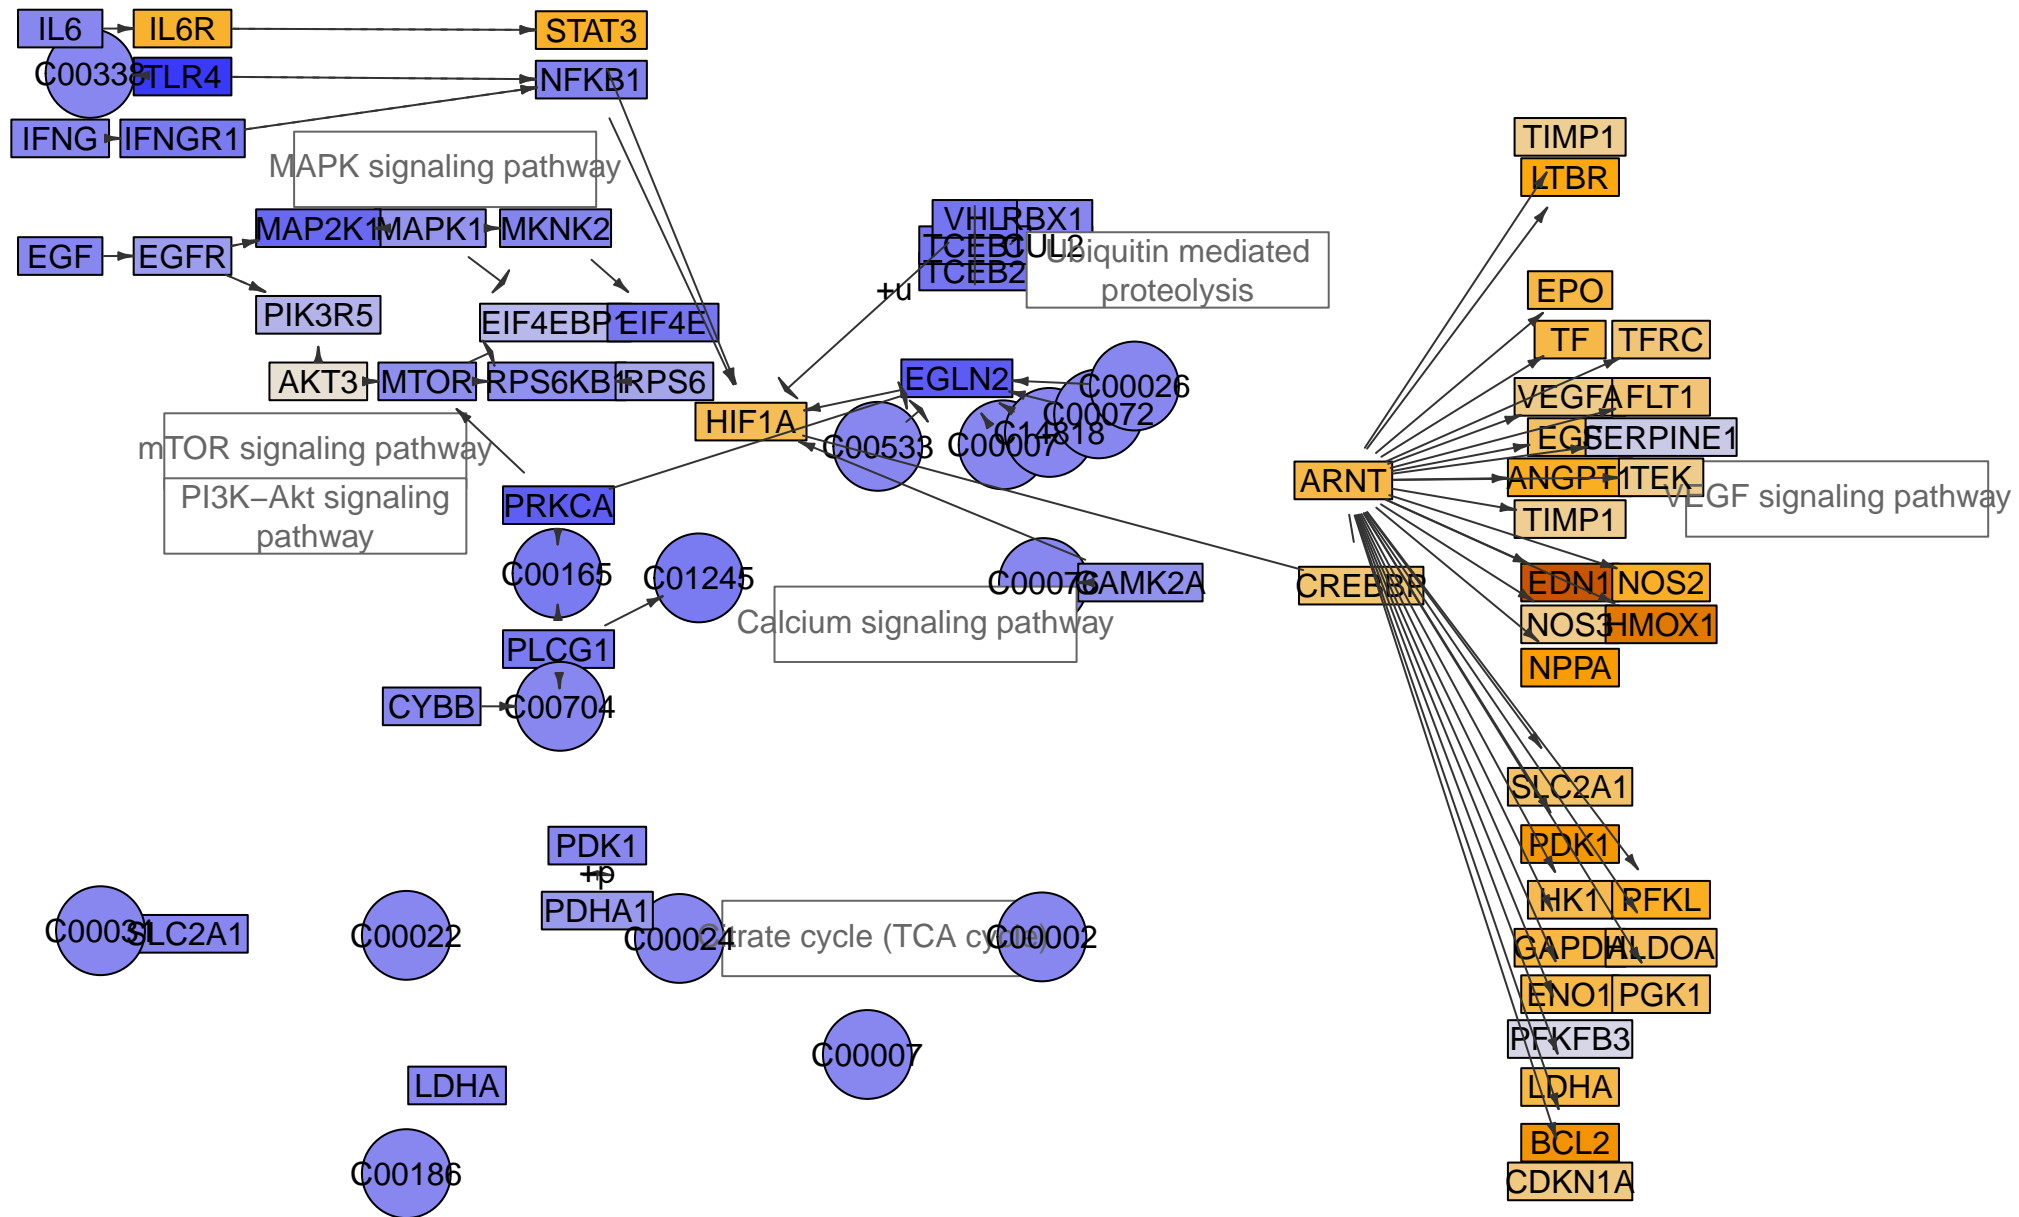 IL6
IL6R
STAT3
C00338
TLR4
NFKB1
IFNG
IFNGR1
TIMP1
MAPK signaling pathway
LTBR
MAP2K1
MAPK1
MKNK2
VHL
RBX1
EGF
EGFR
TCEB1
CUL2
Ubiquitin mediated
proteolysis
TCEB2
+u
EPO
PIK3R5
EIF4EBP1
EIF4E
TF
TFRC
AKT3
MTOR
RPS6KB1
RPS6
EGLN2
C00026
C00072
C14818
C00007
C00533
HIF1A
VEGFA
FLT1
EGF
SERPINE1
mTOR signaling pathway
PI3K–Akt signaling
pathway
ARNT
ANGPT1
TEK
VEGF signaling pathway
PRKCA
TIMP1
C00165
C01245
C00076
CAMK2A
CREBBP
EDN1
NOS2
Calcium signaling pathway
NOS3
HMOX1
PLCG1
NPPA
CYBB
C00704
SLC2A1
PDK1
+p
PDK1
PDHA1
HK1
PFKL
C00031
SLC2A1
C00022
C00024
Citrate cycle (TCA cycle)
C00002
GAPDH
ALDOA
ENO1
PGK1
PFKFB3
C00007
LDHA
LDHA
BCL2
C00186
CDKN1A